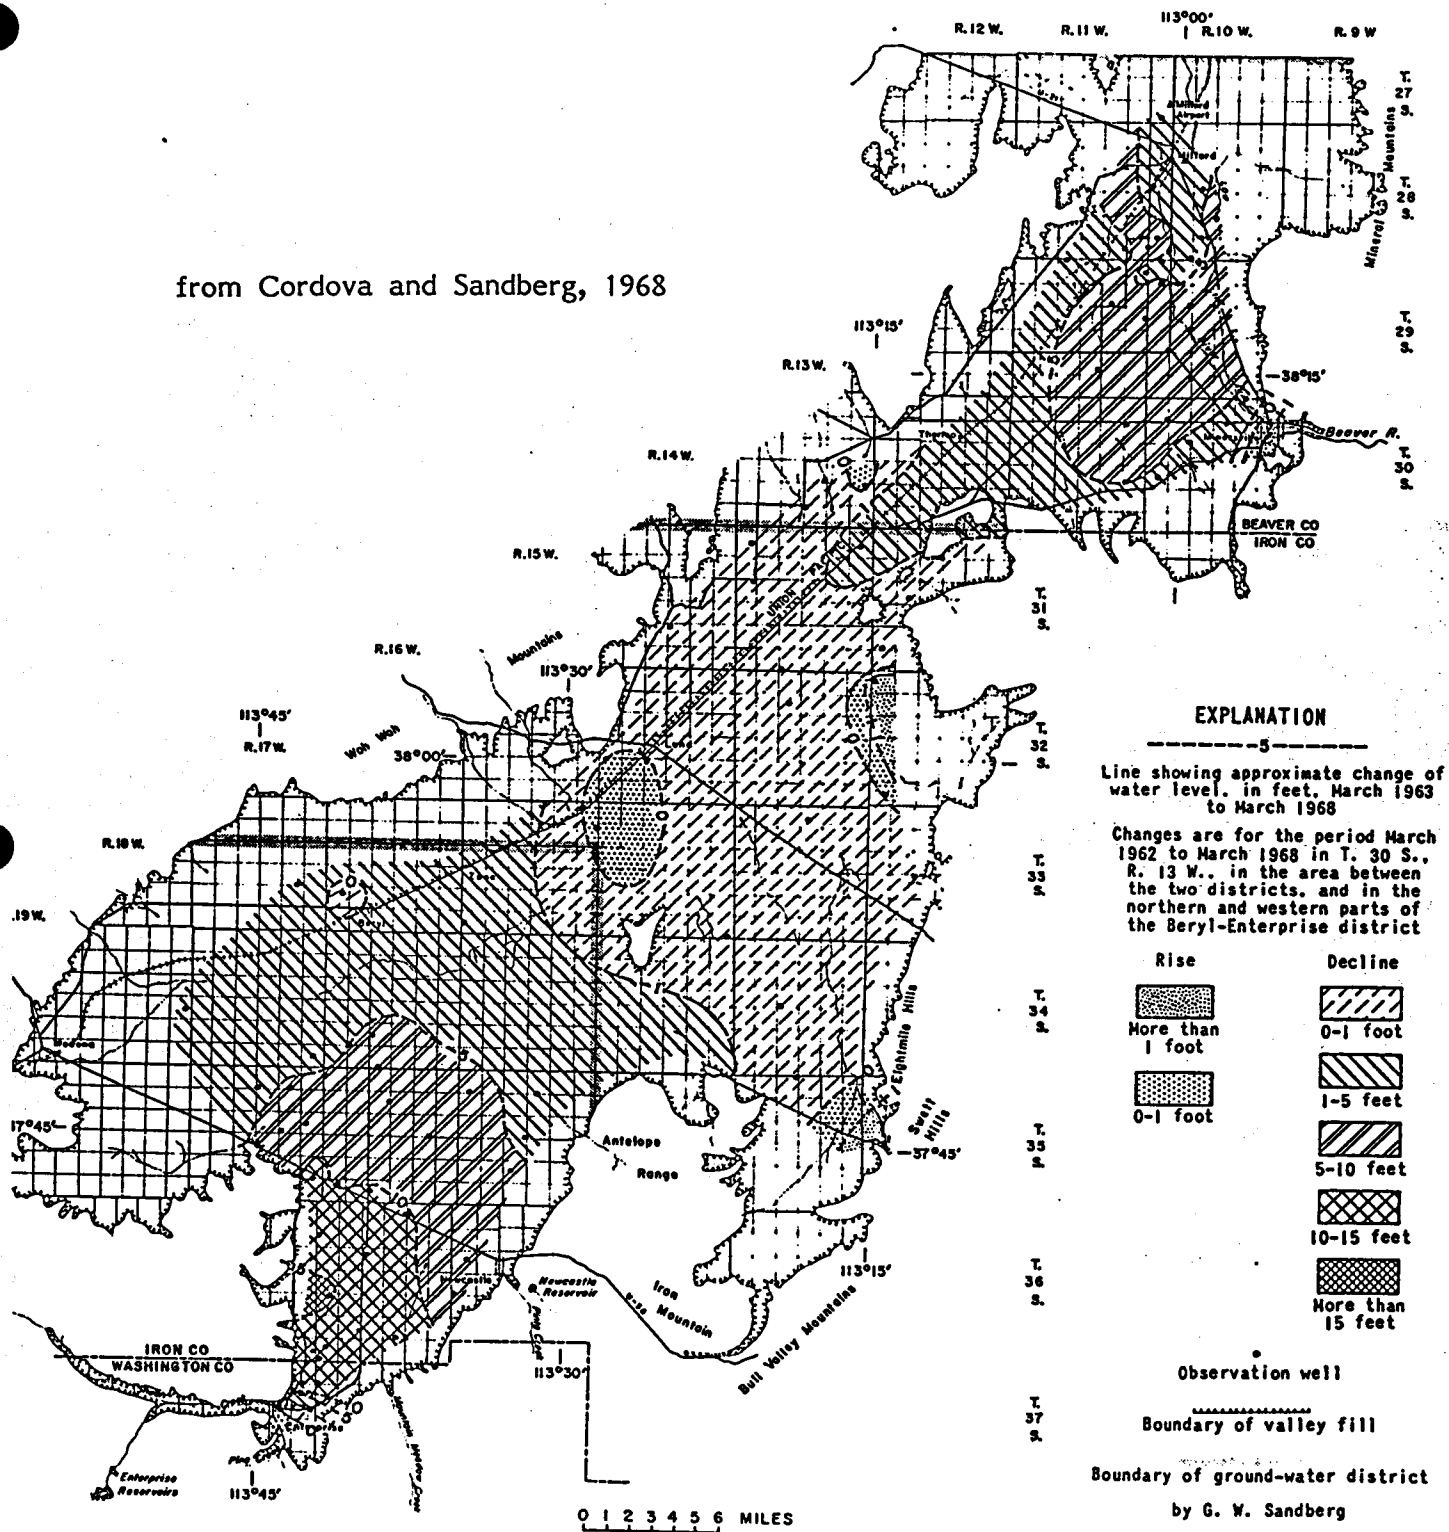 113°00'
R.12 W.
R.11 W.
R.10 W.
R.9 W
T.
27
S.
Milford
Airport
Milford
Mineral Mountains
T.
28
S.
from Cordova and Sandberg, 1968
113°15'
T.
29
S.
R.13 W.
38°15'
Beaver R.
R.14 W.
T.
30
S.
BEAVER CO
IRON CO
R.15 W.
UNION
T.
31
S.
R.16 W.
Mountains
113°30'
113°45'
R.17 W.
Wah Wah
38°00'
Lund
T.
32
S.
EXPLANATION
5
Line showing approximate change of
water level, in feet, March 1963
to March 1968
Changes are for the period March
1962 to March 1968 in T. 30 S.,
R. 13 W., in the area between
the two districts, and in the
northern and western parts of
the Beryl-Enterprise district
R.18 W.
T.
33
S.
.19 W.
Beryl
Rise
Decline
More than
1 foot
0-1 foot
0-1 foot
1-5 feet
5-10 feet
10-15 feet
More than
15 feet
T.
34
S.
Modena
Eightmile Hills
Swett
Hills
17°45'
Antelope
Range
37°45'
T.
35
S.
113°15'
Newcastle
Newcastle
Reservoir
Iron
Mountain
Bull Valley Mountains
T.
36
S.
IRON CO
WASHINGTON CO
113°30'
Observation well
Boundary of valley fill
T.
37
S.
Enterprise
Enterprise
Reservoirs
113°45'
Boundary of ground-water district
by G. W. Sandberg
0 1 2 3 4 5 6 MILES